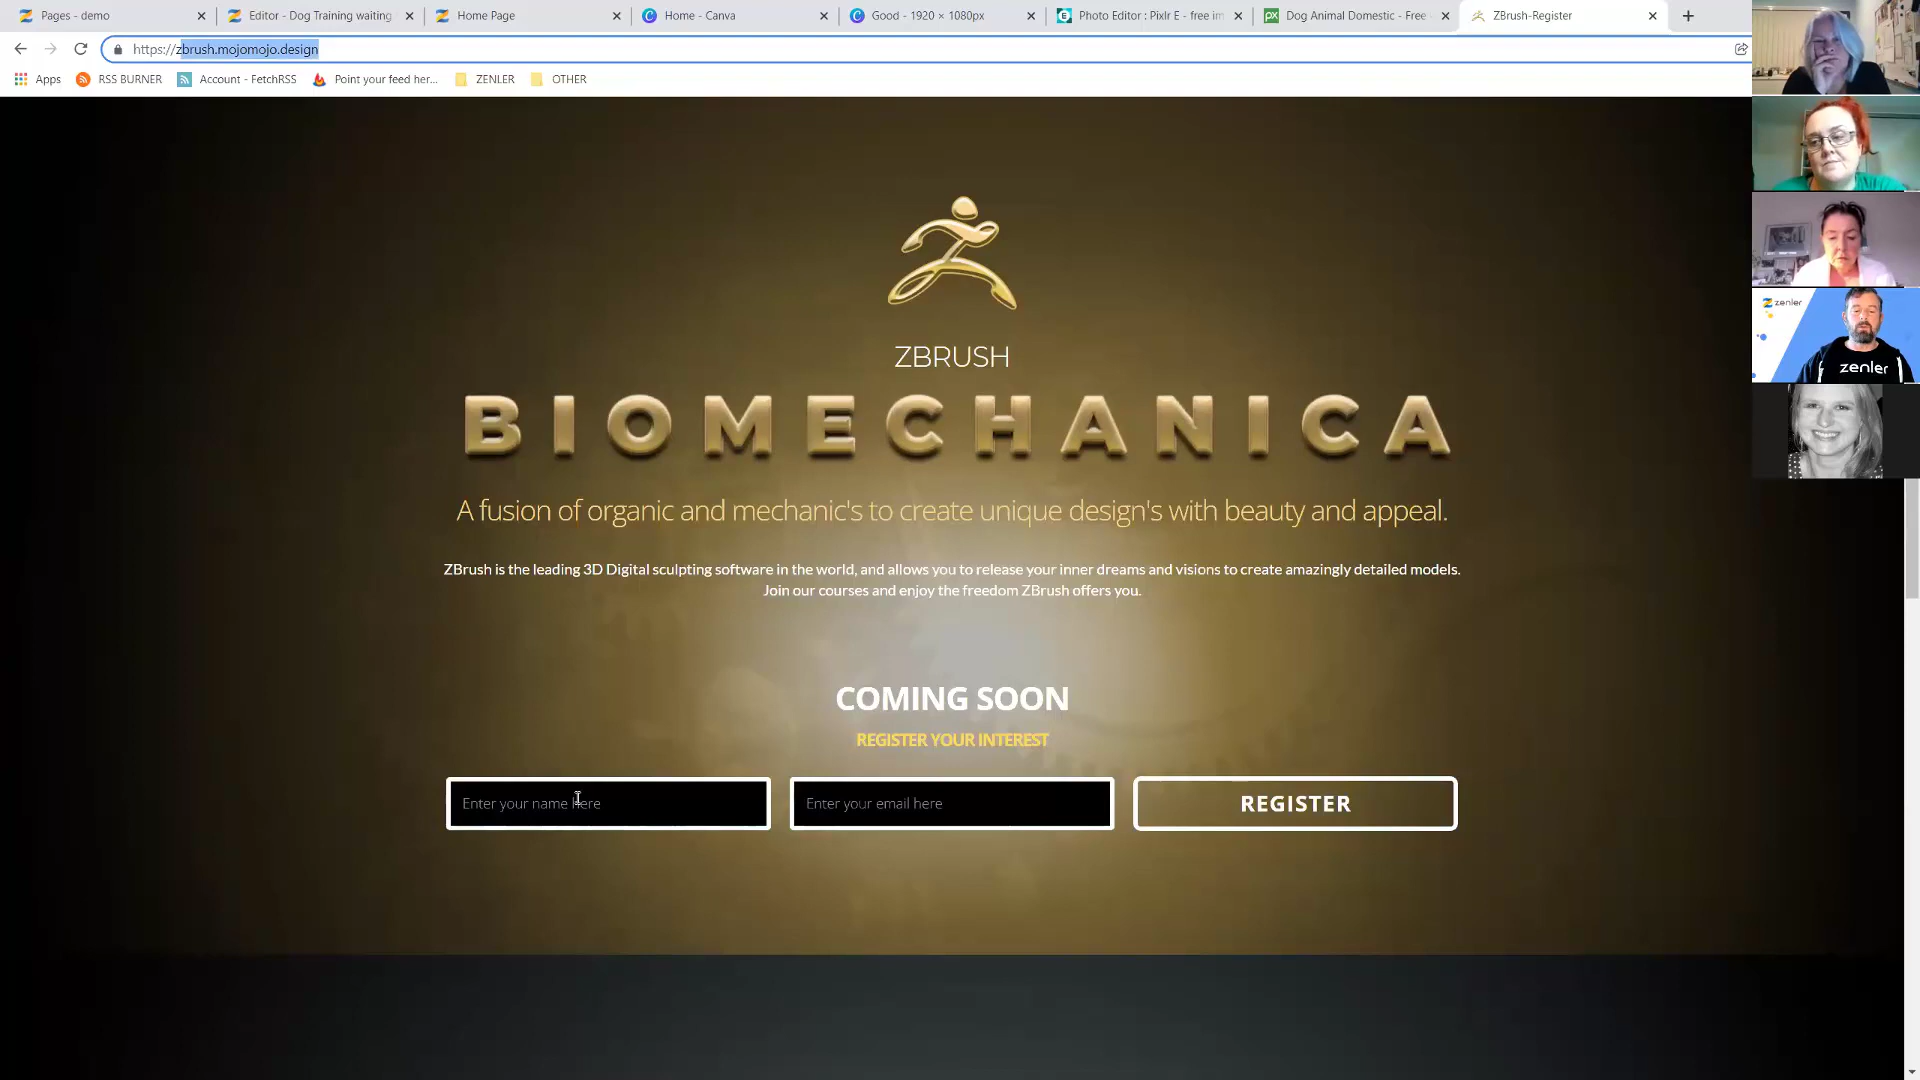 Pages - demo
Editor - Dog Training waiting
Home Page
Home - Canva
Good - 1920 × 1080px
Photo Editor : Pixlr E - free im
Dog Animal Domestic - Free
ZBrush-Register
https://zbrush.mojomojo.design
Apps
RSS BURNER
Account - FetchRSS
Point your feed her...
ZENLER
OTHER
zenler
zenler
ZBRUSH
BIOMECHANICA
A fusion of organic and mechanic's to create unique design's with beauty and appeal.
ZBrush is the leading 3D Digital sculpting software in the world, and allows you to release your inner dreams and visions to create amazingly detailed models.
Join our courses and enjoy the freedom ZBrush offers you.
COMING SOON
REGISTER YOUR INTEREST
Enter your name here
Enter your email here
REGISTER